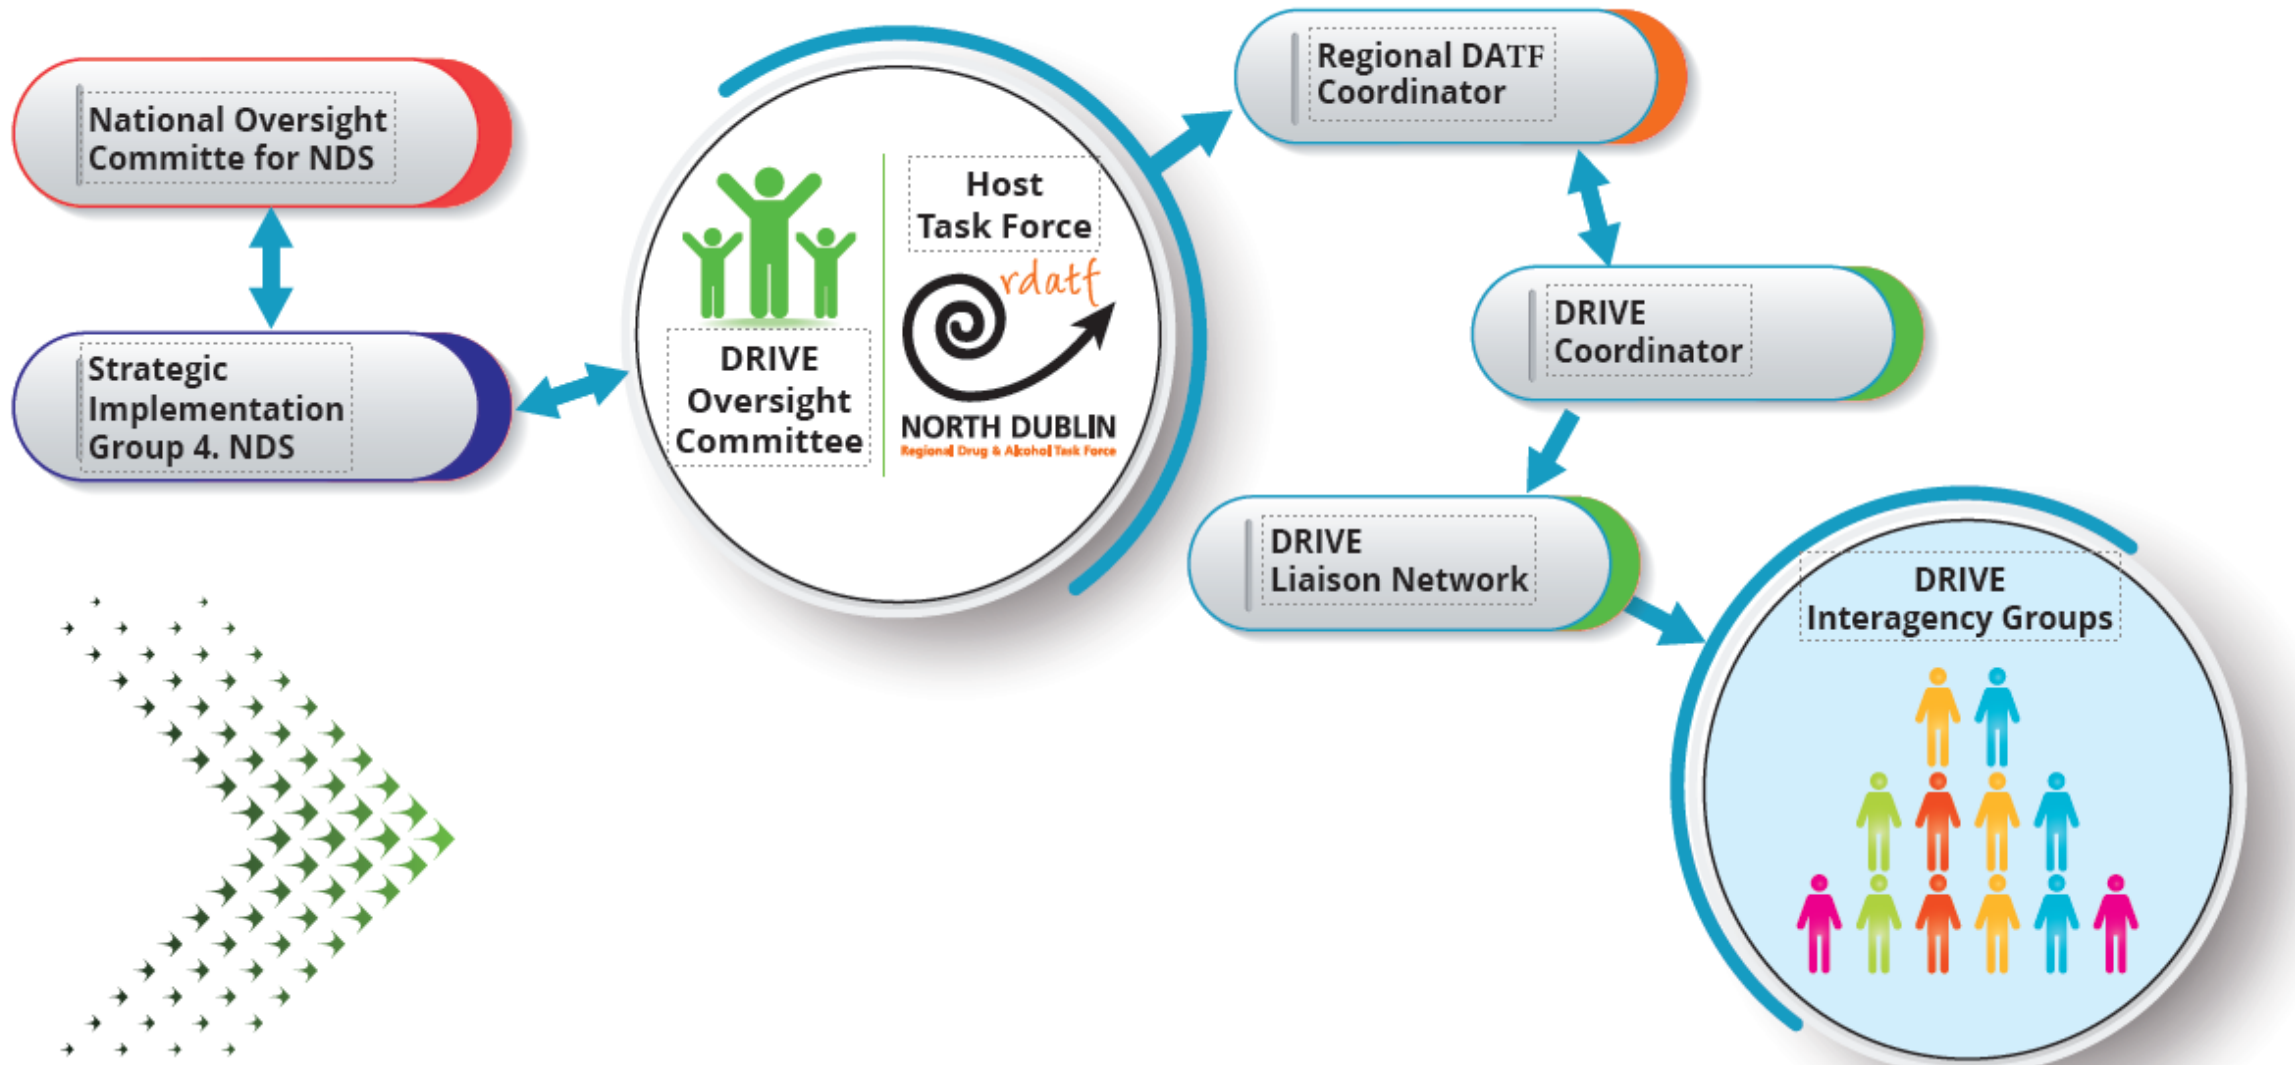 National Oversight
Committe for NDS
Strategic
Implementation
Group 4. NDS
DRIVE
Oversight
Committee
Host
Task Force
rdatf
NORTH DUBLIN
Regional Drug & Alcohol Task Force
Regional DATF
Coordinator
DRIVE
Coordinator
DRIVE
Liaison Network
DRIVE
Interagency Groups